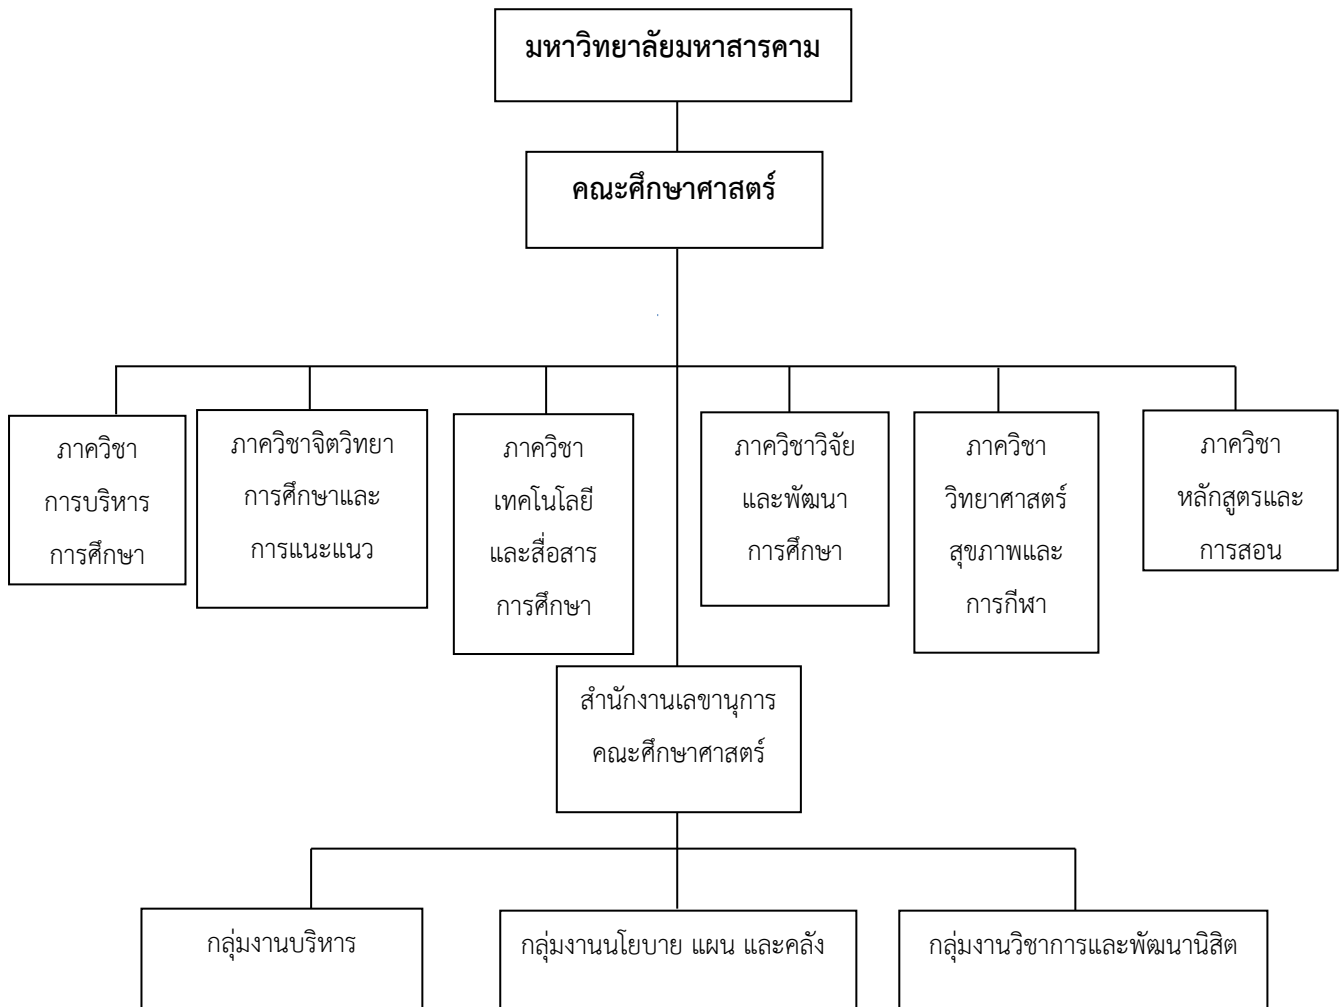 มหาวิทยาลัยมหาสารคาม
คณะศึกษาศาสตร์
ภาควิชา
การบริหาร
การศึกษา
ภาควิชาจิตวิทยา
การศึกษาและ
การแนะแนว
ภาควิชา
เทคโนโลยี
และสื่อสาร
การศึกษา
ภาควิชาวิจัย
และพัฒนา
การศึกษา
ภาควิชา
วิทยาศาสตร์
สุขภาพและ
การกีฬา
ภาควิชา
หลักสูตรและ
การสอน
สำนักงานเลขานุการ
คณะศึกษาศาสตร์
กลุ่มงานบริหาร
กลุ่มงานนโยบาย แผน และคลัง
กลุ่มงานวิชาการและพัฒนานิสิต